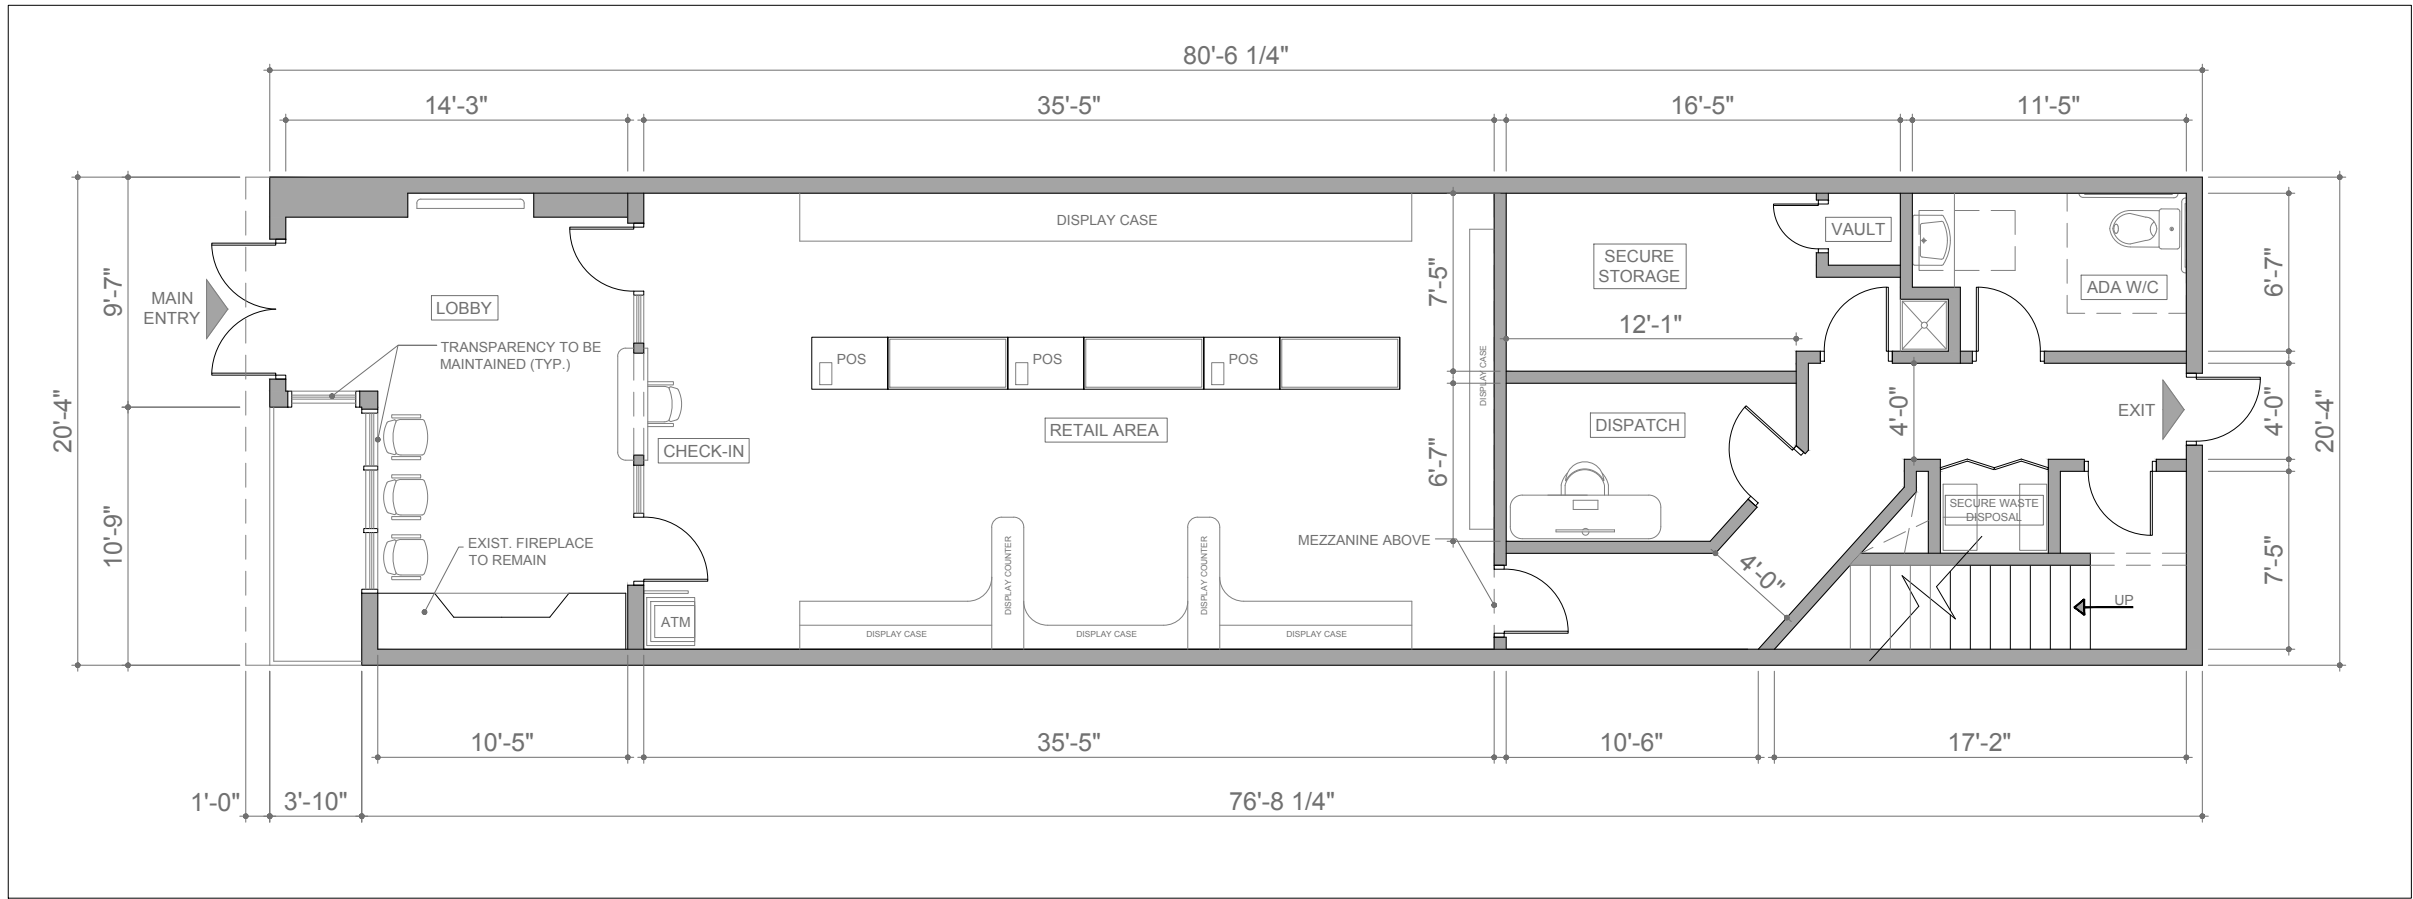 80'-6 1/4"
14'-3"
35'-5"
16'-5"
11'-5"
DISPLAY CASE
VAULT
SECURE
STORAGE
7'-5"
6'-7"
9'-7"
MAIN
ENTRY
LOBBY
ADA W/C
12'-1"
TRANSPARENCY TO BE
MAINTAINED (TYP.)
POS
POS
POS
DISPLAY CASE
20'-4"
CHECK-IN
RETAIL AREA
DISPATCH
4'-0"
EXIT
4'-0"
20'-4"
6'-7"
10'-9"
EXIST. FIREPLACE
TO REMAIN
MEZZANINE ABOVE
SECURE WASTE
DISPOSAL
7'-5"
4'-0"
DISPLAY COUNTER
DISPLAY COUNTER
UP
ATM
DISPLAY CASE
DISPLAY CASE
DISPLAY CASE
10'-5"
35'-5"
10'-6"
17'-2"
1'-0"
3'-10"
76'-8 1/4"